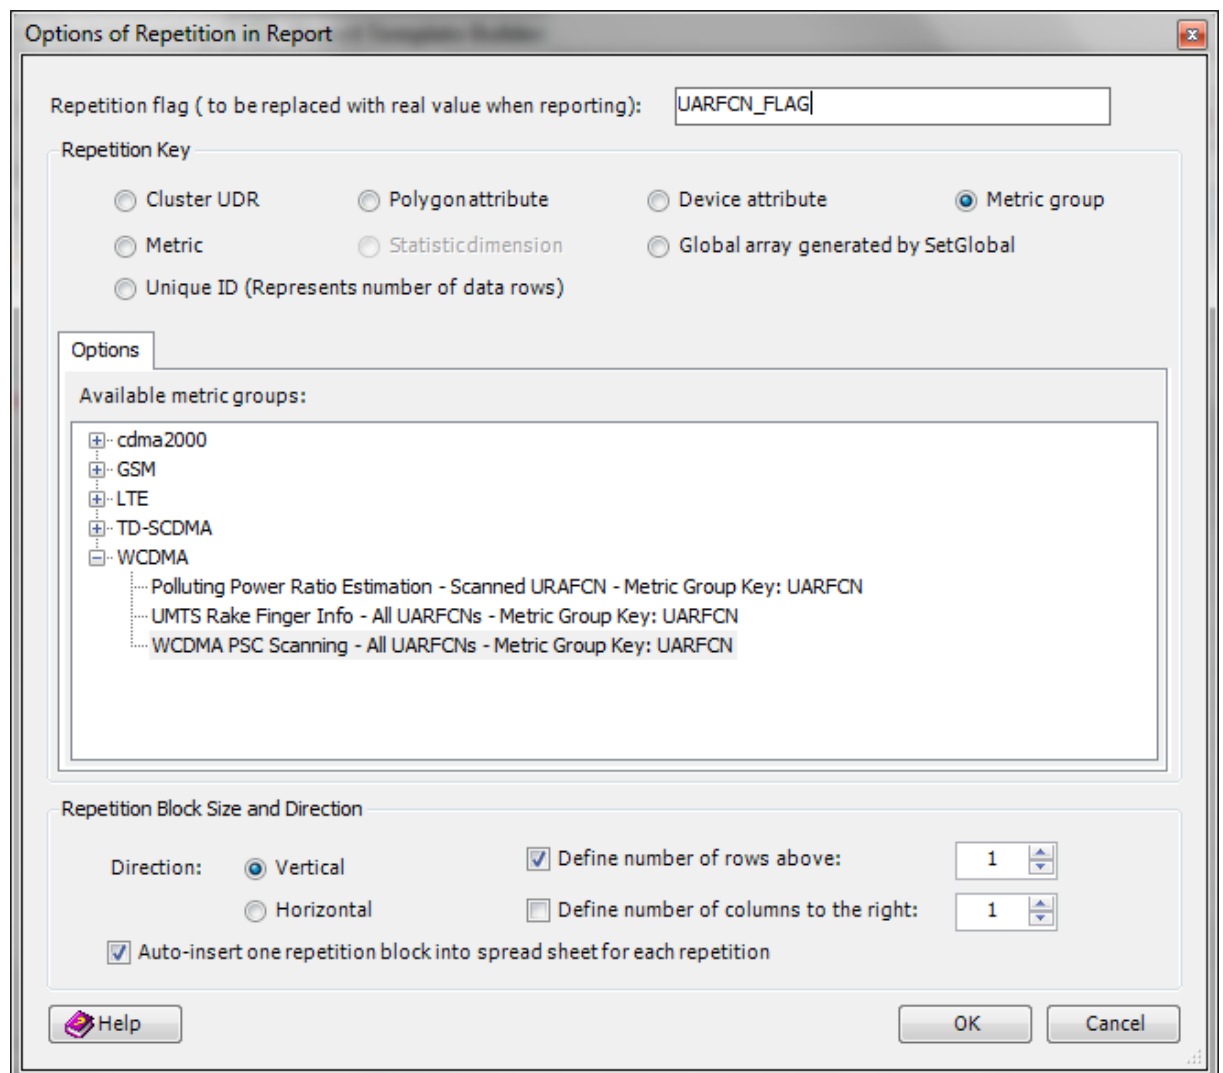 Options of Repetition in Report
Repetition flag ( to be replaced with real value when reporting): UARFCN_FLAG
Repetition Key
Cluster UDR Polygon attribute Device attribute Metric group
Metric Statistic dimension Global array generated by SetGlobal
Unique ID (Represents number of data rows)
Options
Available metric groups:
cdma2000
GSM
LTE
TD-SCDMA
WCDMA
Polluting Power Ratio Estimation - Scanned URAFCN - Metric Group Key: UARFCN
UMTS Rake Finger Info - All UARFCNs - Metric Group Key: UARFCN
WCDMA PSC Scanning - All UARFCNs - Metric Group Key: UARFCN
Repetition Block Size and Direction
Direction: Vertical Define number of rows above: 1
Horizontal Define number of columns to the right: 1
Auto-insert one repetition block into spread sheet for each repetition
Help OK Cancel